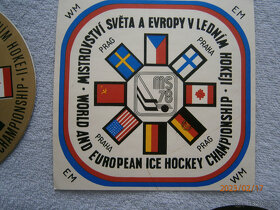 WM
EM
MISTROVSTVÍ SVĚTA A EVROPY V LEDNÍM HOKEJI ·
PRAG
PRAHA
MS
78
PRAHA
PRAG
WORLD AND EUROPEAN ICE HOCKEY CHAMPIONSHIP ·
EM
WM
HOKEJI ·
CHAMPIONSHIP ·